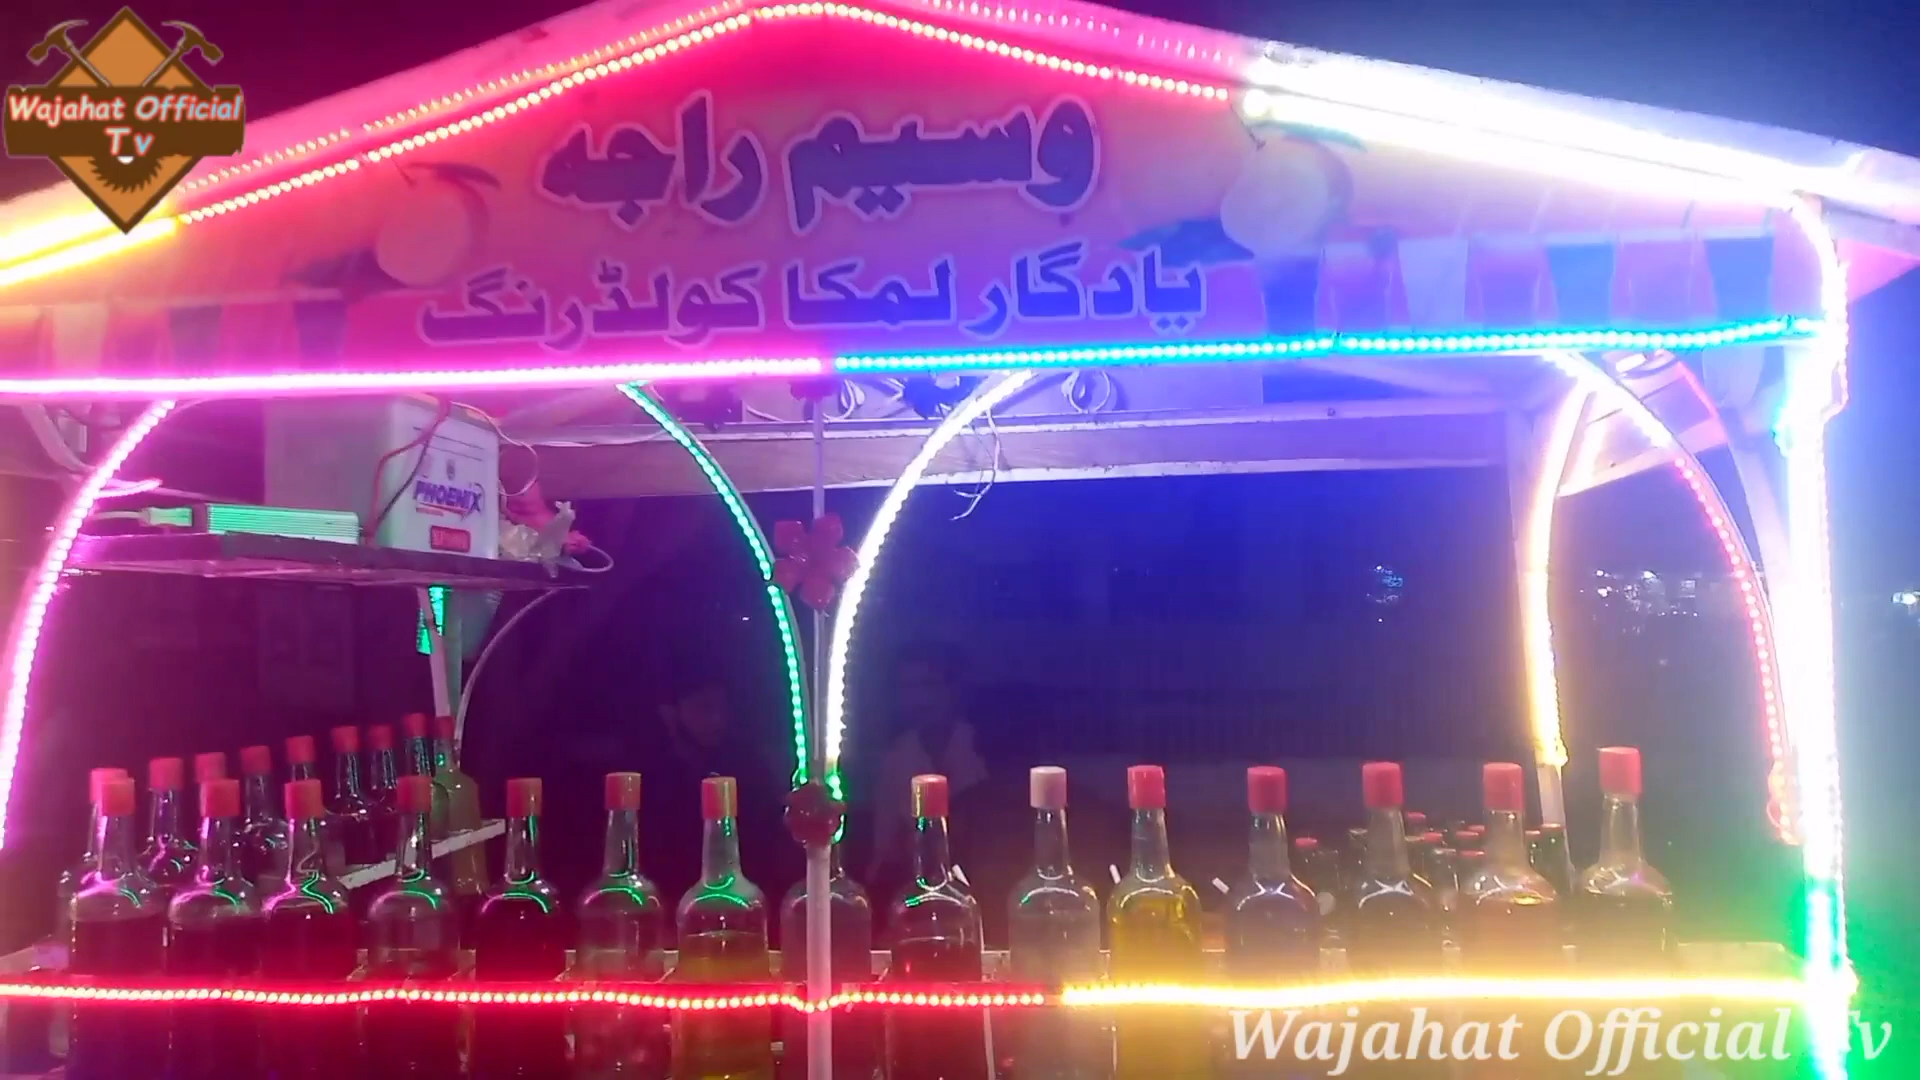 Wajahat Official
Tv
وسیم راجہ
یادگار لمکا کولڈرنگ
PHOENIX
Wajahat Official Tv